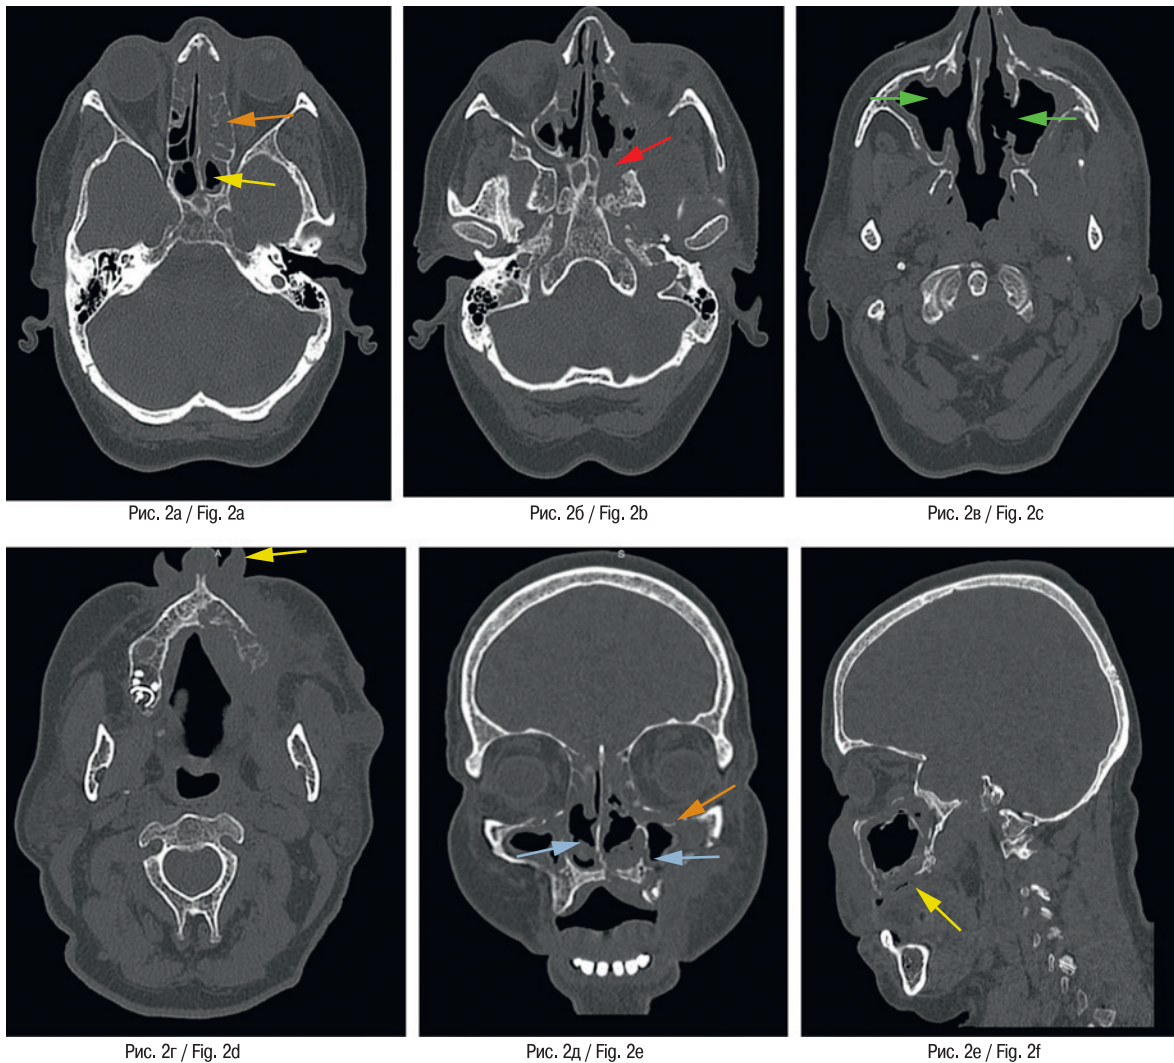 A
Рис. 2а / Fig. 2a
Рис. 2б / Fig. 2b
Рис. 2в / Fig. 2c
A
S
Рис. 2г / Fig. 2d
Рис. 2д / Fig. 2e
Рис. 2е / Fig. 2f